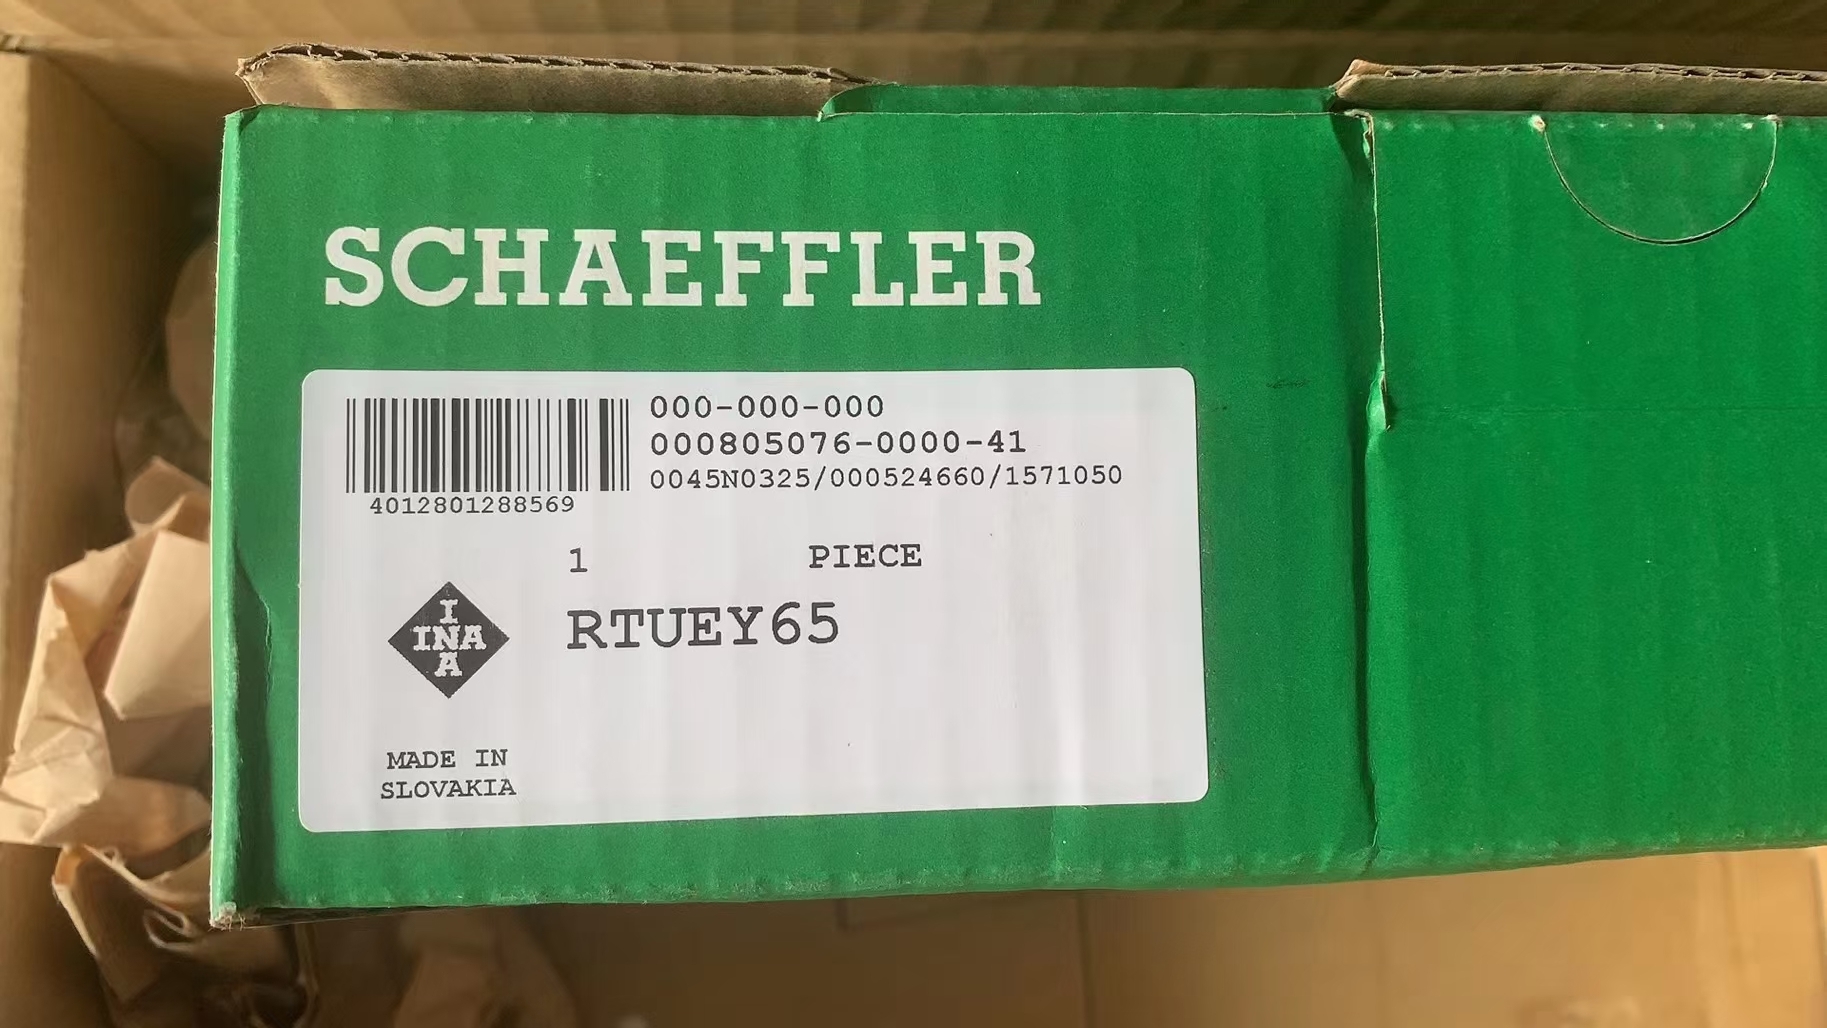 SCHAEFFLER
000-000-000
000805076-0000-41
0045N0325/000524660/1571050
4012801288569
1 PIECE
I
INA
A
RTUEY65
MADE IN
SLOVAKIA